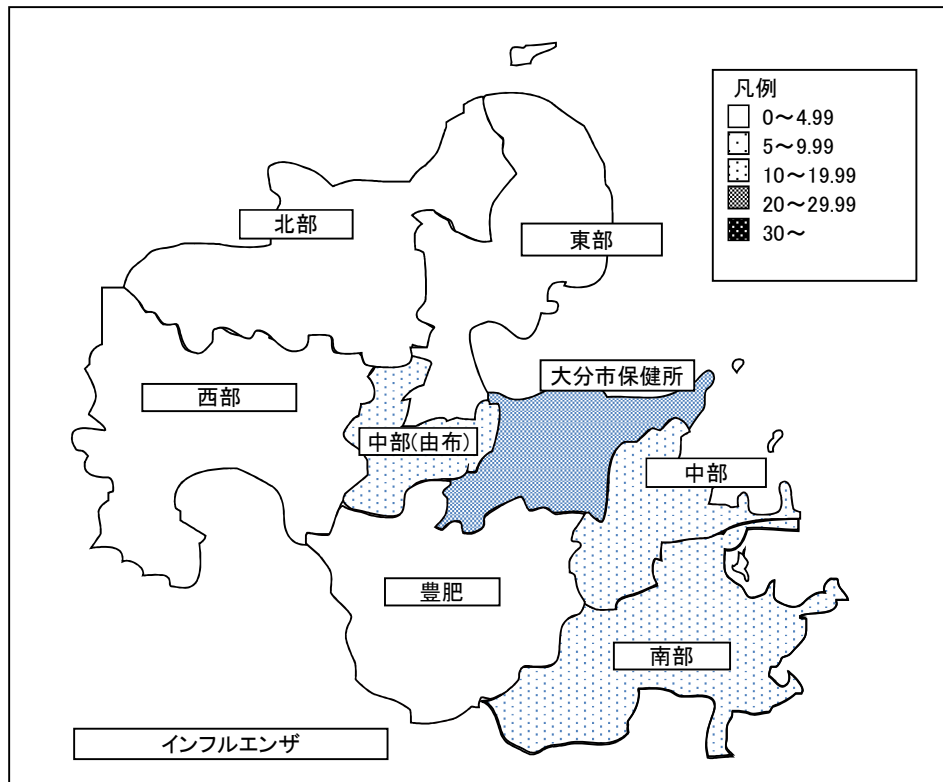 凡例
0～4.99
5～9.99
10～19.99
20～29.99
30～
北部
東部
大分市保健所
西部
中部(由布)
中部
豊肥
南部
インフルエンザ